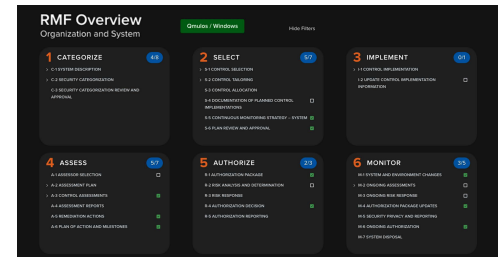 RMF Overview
Organization and System
Qmulos / Windows
Hide Filters
1 CATEGORIZE 4/8
› C-1 SYSTEM DESCRIPTION
› C-2 SECURITY CATEGORIZATION
C-3 SECURITY CATEGORIZATION REVIEW AND
APPROVAL
2 SELECT 5/7
› S-1 CONTROL SELECTION
› S-2 CONTROL TAILORING
S-3 CONTROL ALLOCATION
S-4 DOCUMENTATION OF PLANNED CONTROL
IMPLEMENTATIONS
S-5 CONTINUOUS MONITORING STRATEGY – SYSTEM
S-6 PLAN REVIEW AND APPROVAL
3 IMPLEMENT 0/1
› I-1 CONTROL IMPLEMENTATION
I-2 UPDATE CONTROL IMPLEMENTATION
INFORMATION
4 ASSESS 5/7
A-1 ASSESSOR SELECTION
› A-2 ASSESSMENT PLAN
› A-3 CONTROL ASSESSMENTS
A-4 ASSESSMENT REPORTS
A-5 REMEDIATION ACTIONS
A-6 PLAN OF ACTION AND MILESTONES
5 AUTHORIZE 2/3
R-1 AUTHORIZATION PACKAGE
R-2 RISK ANALYSIS AND DETERMINATION
R-3 RISK RESPONSE
R-4 AUTHORIZATION DECISION
R-5 AUTHORIZATION REPORTING
6 MONITOR 3/5
M-1 SYSTEM AND ENVIRONMENT CHANGES
› M-2 ONGOING ASSESSMENTS
M-3 ONGOING RISK RESPONSE
M-4 AUTHORIZATION PACKAGE UPDATES
M-5 SECURITY PRIVACY AND REPORTING
M-6 ONGOING AUTHORIZATION
M-7 SYSTEM DISPOSAL